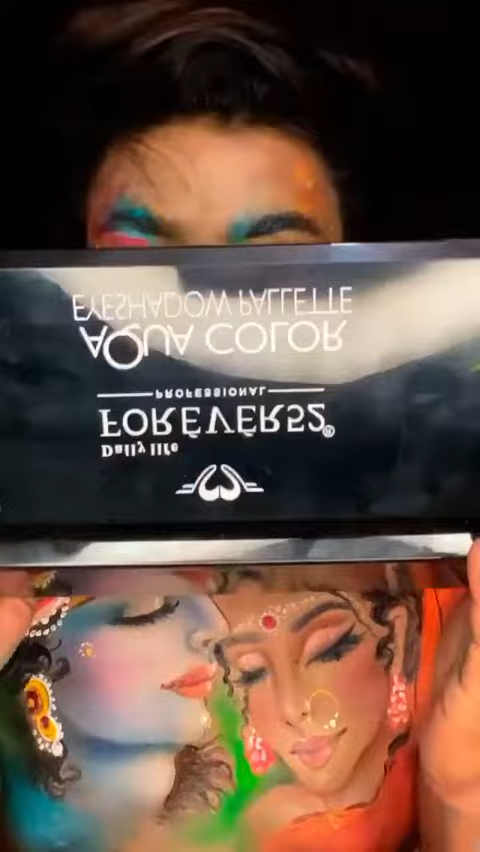 Daily life
FOREVER52®
PROFESSIONAL
AQUA COLOR
EYESHADOW PALLETTE